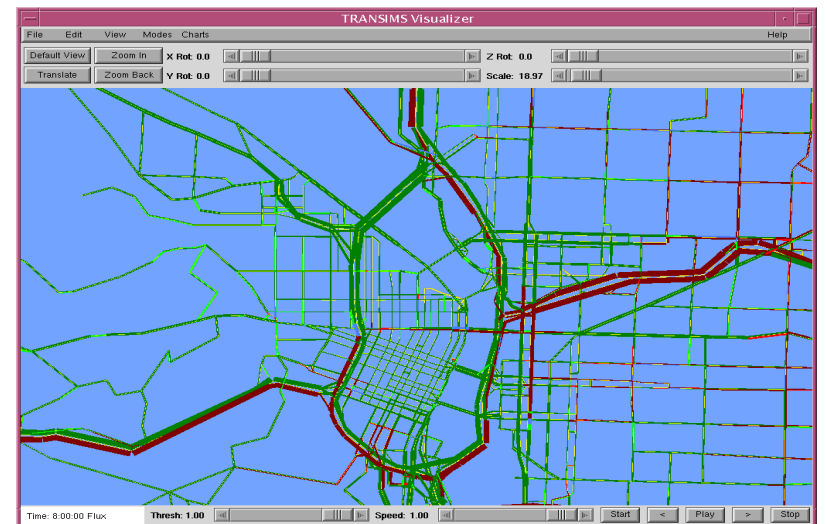 TRANSIMS Visualizer
File Edit View Modes Charts Help
Default View Zoom In X Rot: 0.0 Z Rot: 0.0
Translate Zoom Back Y Rot: 0.0 Scale: 18.97
Time: 8:00:00 Flux Thresh: 1.00 Speed: 1.00 Start < Play > Stop